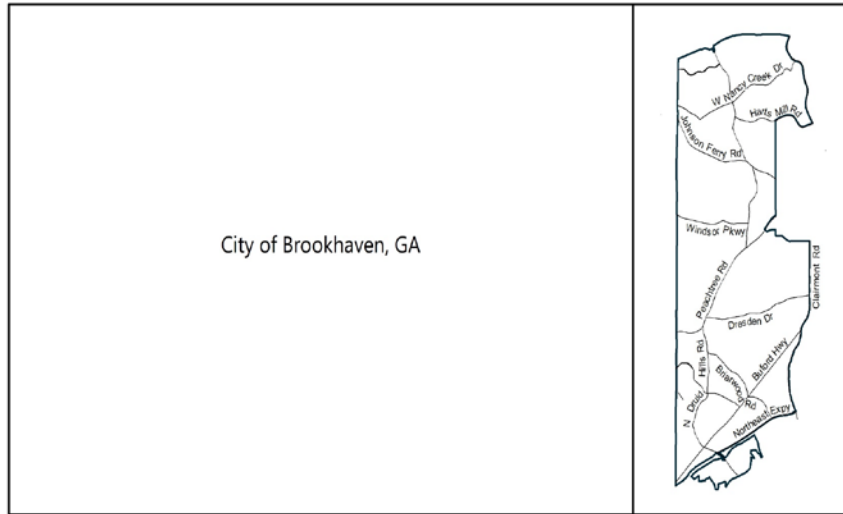 City of Brookhaven, GA
W Nancy Creek Dr
Harts Mill Rd
Johnson Ferry Rd
Windsor Pkwy
Clairmont Rd
Peachtree Rd
Dresden Dr
Buford Hwy
N Druid Hills Rd
Briarwood Rd
Northeast Expy